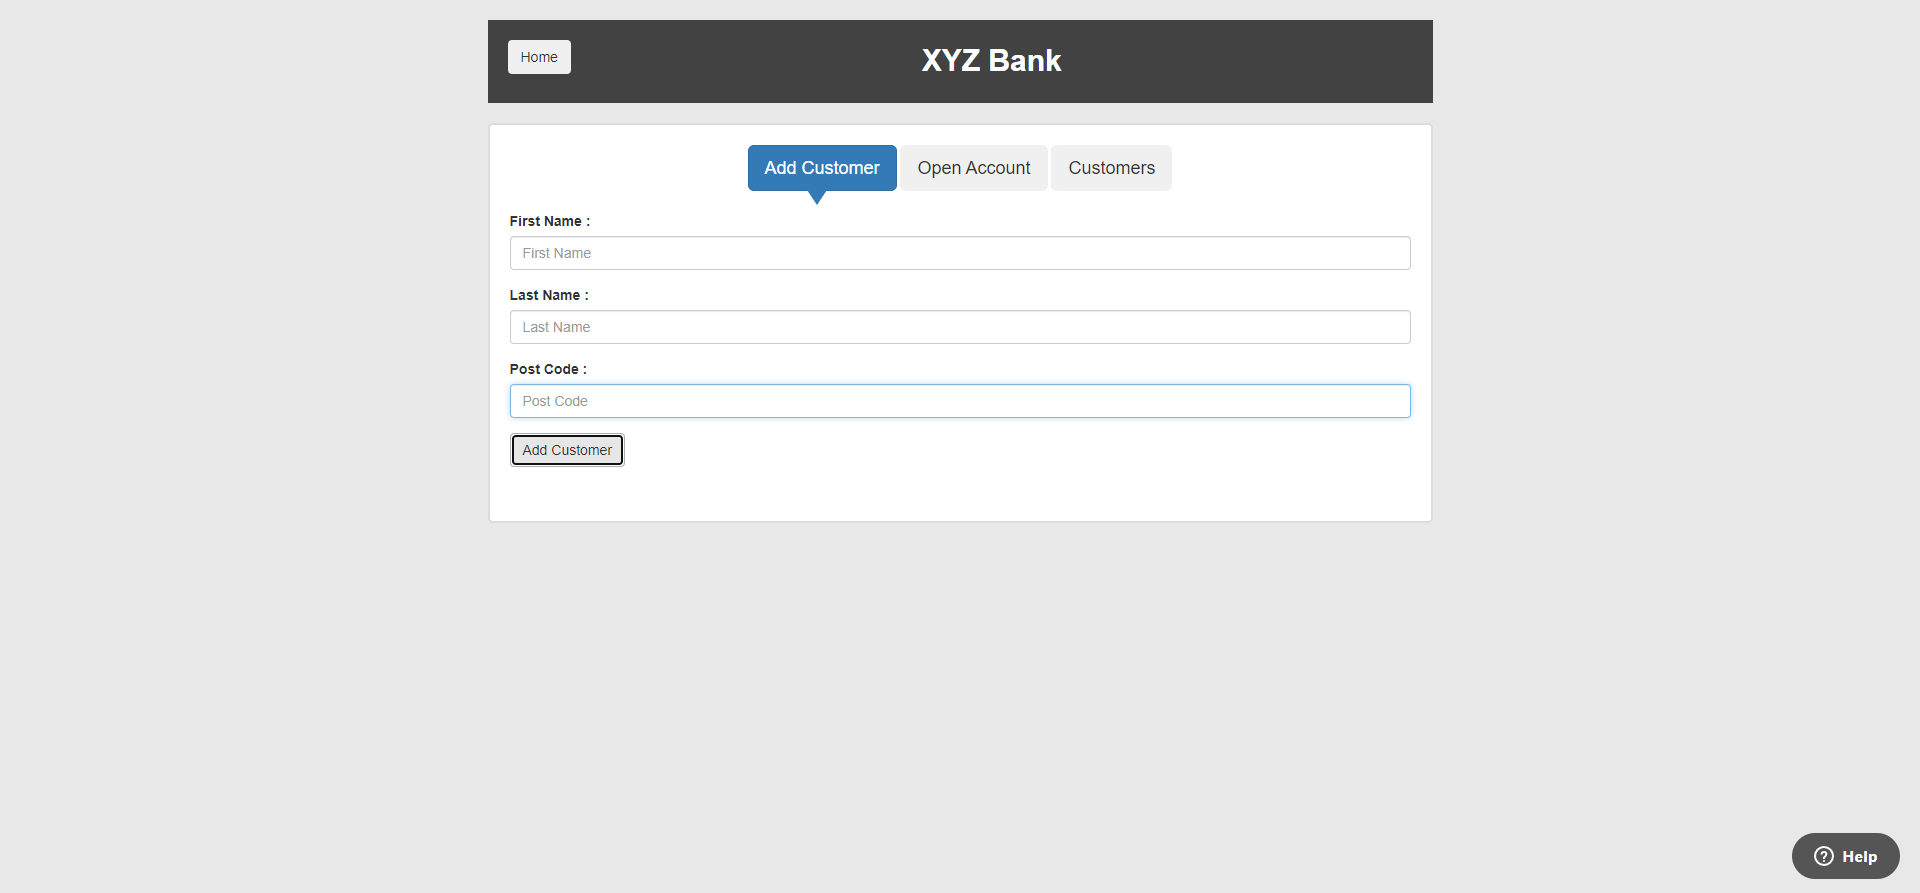 Home
XYZ Bank
Add Customer
Open Account
Customers
First Name :
First Name
Last Name :
Last Name
Post Code :
Post Code
Add Customer
Help